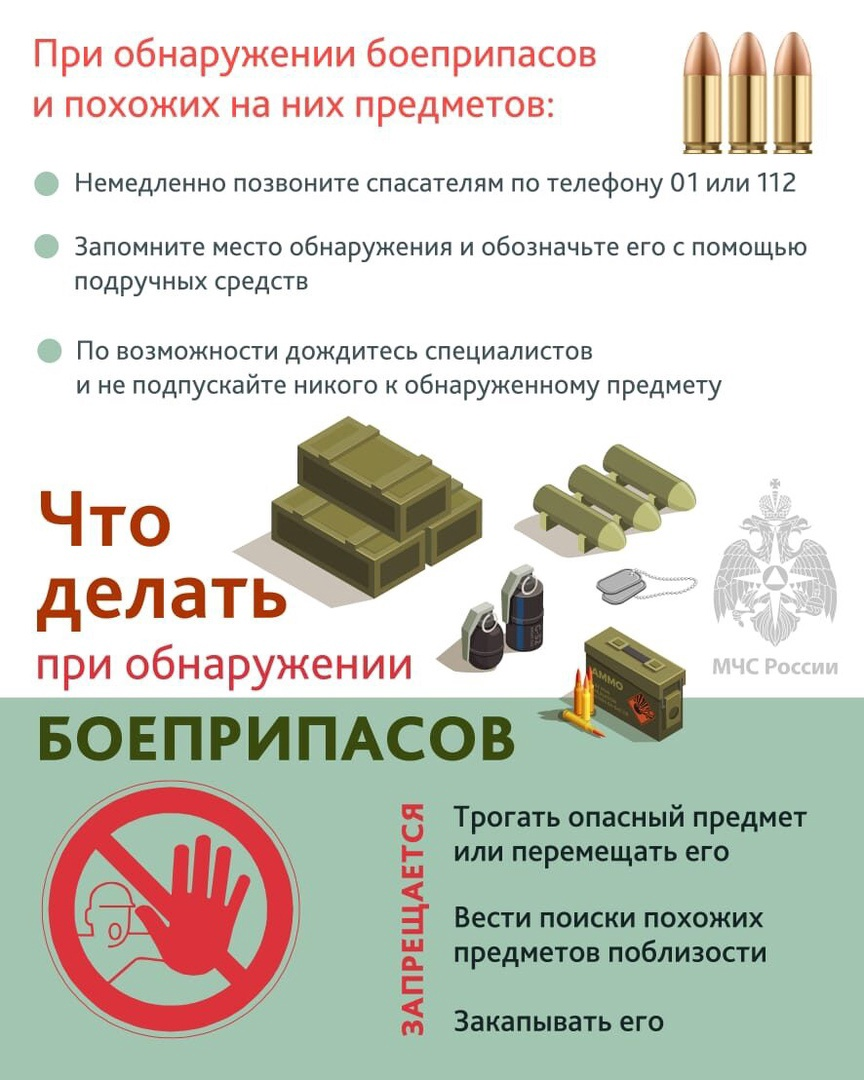 При обнаружении боеприпасов
и похожих на них предметов:
Немедленно позвоните спасателям по телефону 01 или 112
Запомните место обнаружения и обозначьте его с помощью
подручных средств
По возможности дождитесь специалистов
и не подпускайте никого к обнаруженному предмету
Что
делать
при обнаружении
БОЕПРИПАСОВ
МЧС России
AMMO
ЗАПРЕЩАЕТСЯ
Трогать опасный предмет
или перемещать его
Вести поиски похожих
предметов поблизости
Закапывать его